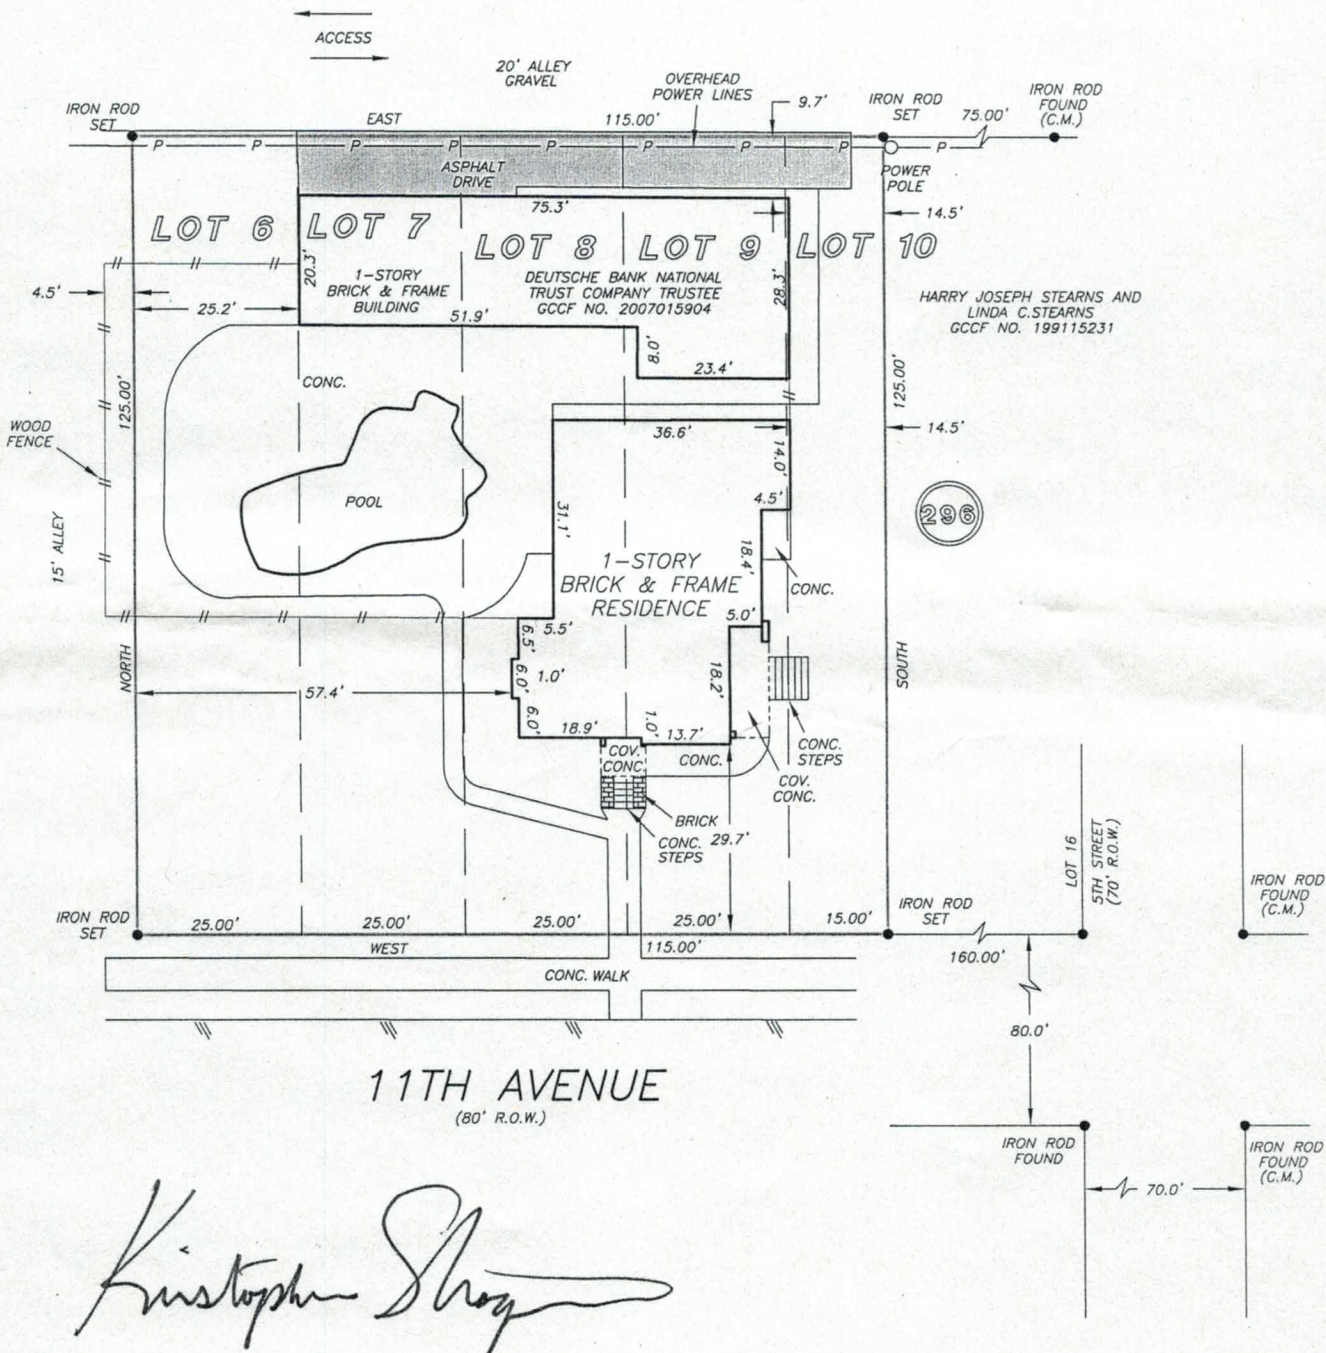 ACCESS
20' ALLEY
GRAVEL
OVERHEAD
POWER LINES
9.7'
IRON ROD
SET
EAST
115.00'
IRON ROD
SET
75.00'
IRON ROD
FOUND
(C.M.)
P P P P P P P P P
ASPHALT
DRIVE
POWER
POLE
75.3'
14.5'
LOT 6
LOT 7
LOT 8
LOT 9
LOT 10
20.3'
1-STORY
BRICK & FRAME
BUILDING
DEUTSCHE BANK NATIONAL
TRUST COMPANY TRUSTEE
GCCF NO. 2007015904
28.3'
HARRY JOSEPH STEARNS AND
LINDA C.STEARNS
GCCF NO. 199115231
4.5'
25.2'
51.9'
8.0'
23.4'
CONC.
125.00'
125.00'
WOOD
FENCE
36.6'
14.5'
14.0'
POOL
4.5'
296
15' ALLEY
31.1'
18.4'
1-STORY
BRICK & FRAME
RESIDENCE
CONC.
5.5'
5.0'
6.5'
NORTH
SOUTH
57.4'
6.0'
1.0'
18.2'
6.0'
18.9'
1.0'
13.7'
COV.
CONC.
CONC.
CONC.
STEPS
COV.
CONC.
BRICK
CONC.
STEPS
29.7'
LOT 16
5TH STREET
(70' R.O.W.)
IRON ROD
FOUND
(C.M.)
IRON ROD
SET
25.00'
25.00'
25.00'
25.00'
15.00'
IRON ROD
SET
WEST
115.00'
160.00'
CONC. WALK
80.0'
11TH AVENUE
(80' R.O.W.)
IRON ROD
FOUND
IRON ROD
FOUND
(C.M.)
70.0'